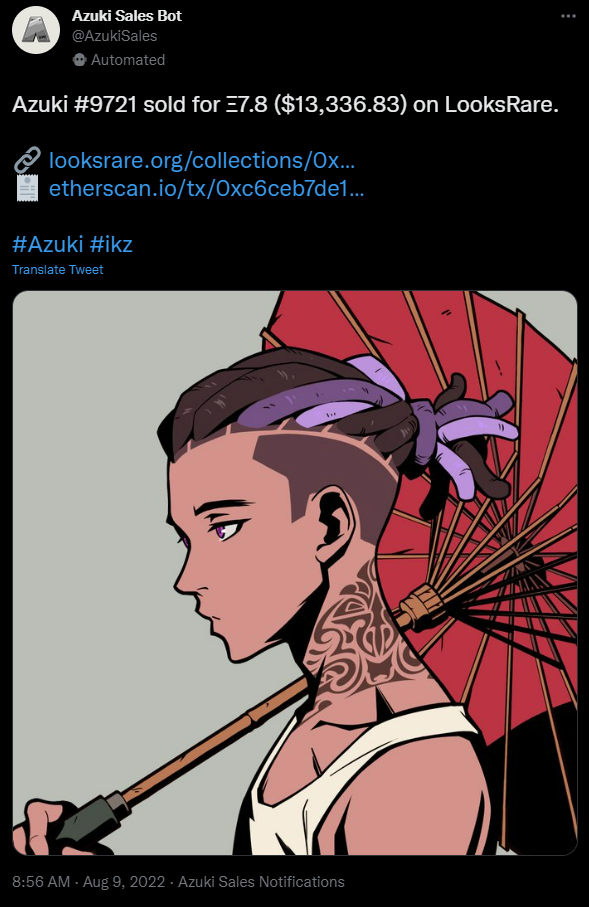 Azuki Sales Bot
@AzukiSales
Automated
Azuki #9721 sold for Ξ7.8 ($13,336.83) on LooksRare.
looksrare.org/collections/0x...
etherscan.io/tx/0xc6ceb7de1...
#Azuki #ikz
Translate Tweet
8:56 AM · Aug 9, 2022 · Azuki Sales Notifications